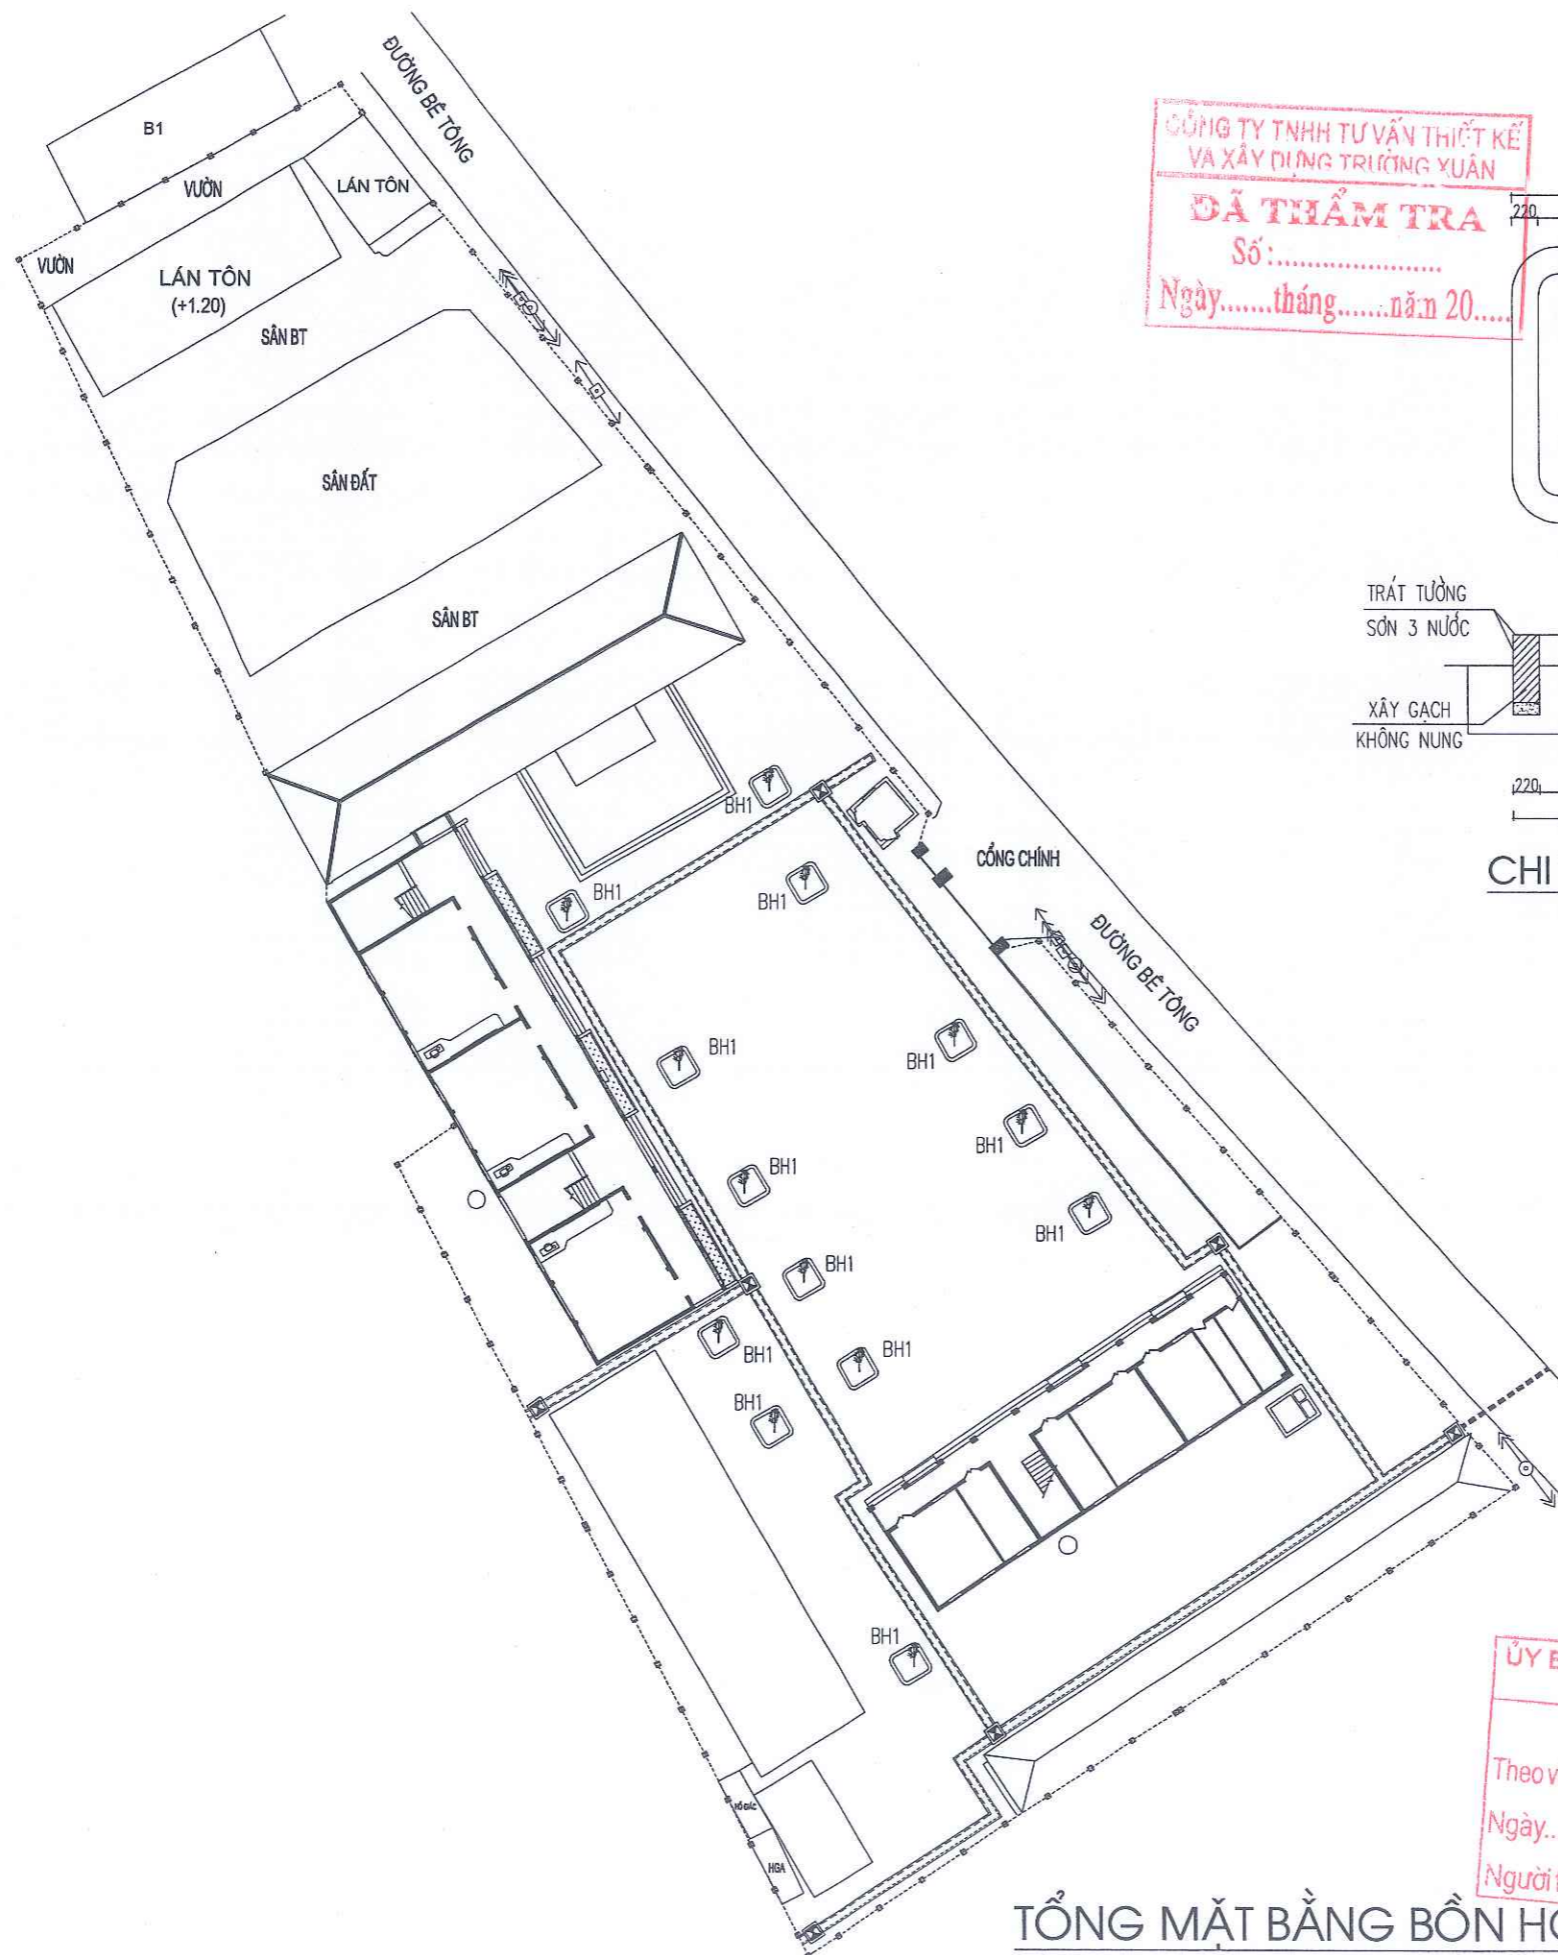 ĐƯỜNG BÊ TÔNG
B1
VƯỜN
LÁN TÔN
VƯỜN
LÁN TÔN
(+1.20)
SÂN BT
SÂN ĐẤT
SÂN BT
CÔNG TY TNHH TƯ VẤN THIẾT KẾ
VÀ XÂY DỰNG TRƯỜNG XUÂN
ĐÃ THẨM TRA
Số:......................
Ngày.......tháng.......năm 20.....
220
TRÁT TƯỜNG
SƠN 3 NƯỚC
XÂY GẠCH
KHÔNG NUNG
220
CHI
BH1
BH1
BH1
CỔNG CHÍNH
ĐƯỜNG BÊ TÔNG
BH1
BH1
BH1
BH1
BH1
BH1
BH1
BH1
BH1
BH1
HỐ RÁC
HGA
ỦY B
Theo v
Ngày..
Người
TỔNG MẶT BẰNG BỒN HO